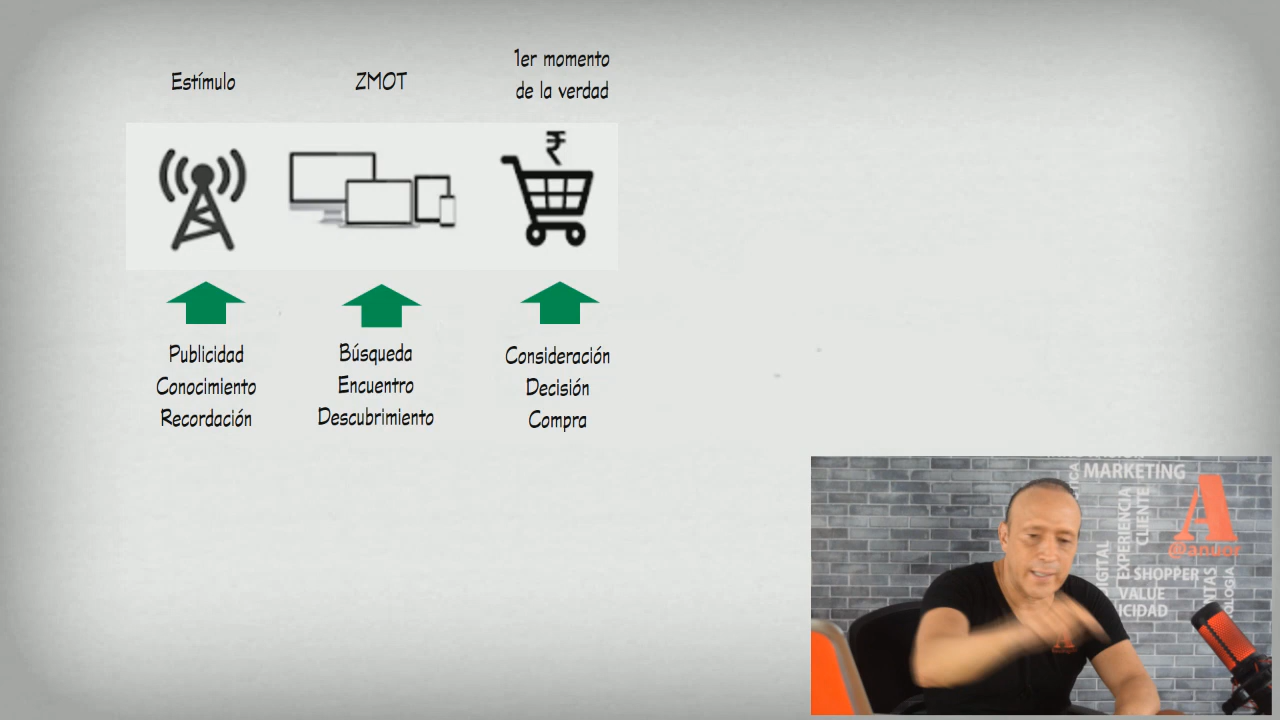 Estímulo
ZMOT
1er momento
de la verdad
₹
Publicidad
Conocimiento
Recordación
Búsqueda
Encuentro
Descubrimiento
Consideración
Decisión
Compra
MARKETING
EXPERIENCIA
CLIENTE
A
SHOPPER
VALUE